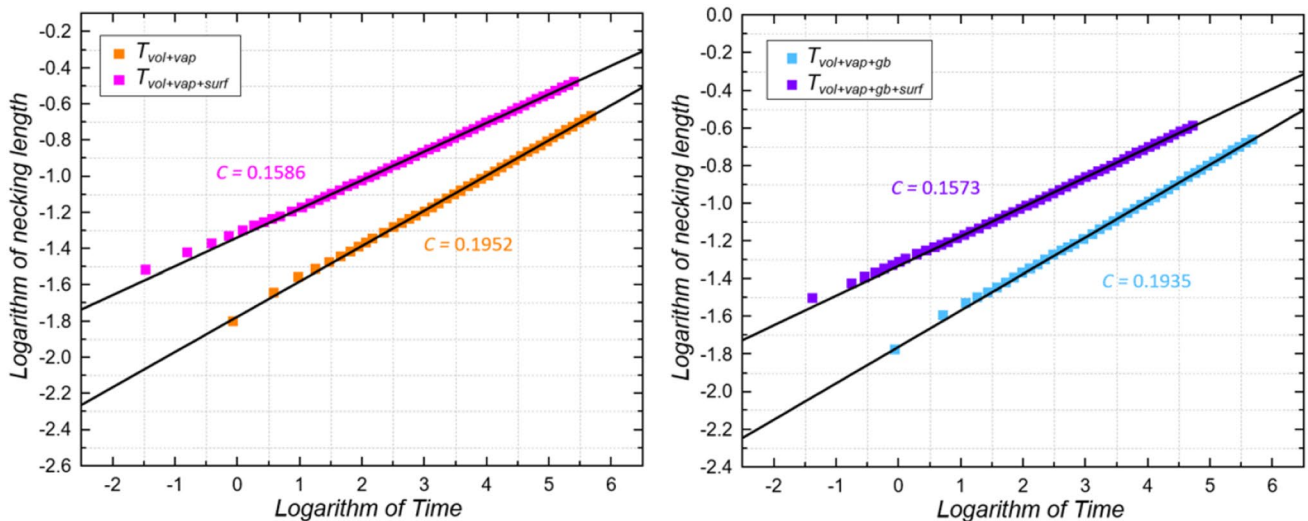 -0.2
-0.4
-0.6
-0.8
-1.0
-1.2
-1.4
-1.6
-1.8
-2.0
-2.2
-2.4
-2.6
Logarithm of necking length
T vol+vap
T vol+vap+surf
C = 0.1586
C = 0.1952
-2 -1 0 1 2 3 4 5 6
Logarithm of Time
0.0
-0.2
-0.4
-0.6
-0.8
-1.0
-1.2
-1.4
-1.6
-1.8
-2.0
-2.2
-2.4
Logarithm of necking length
T vol+vap+gb
T vol+vap+gb+surf
C = 0.1573
C = 0.1935
-2 -1 0 1 2 3 4 5 6
Logarithm of Time